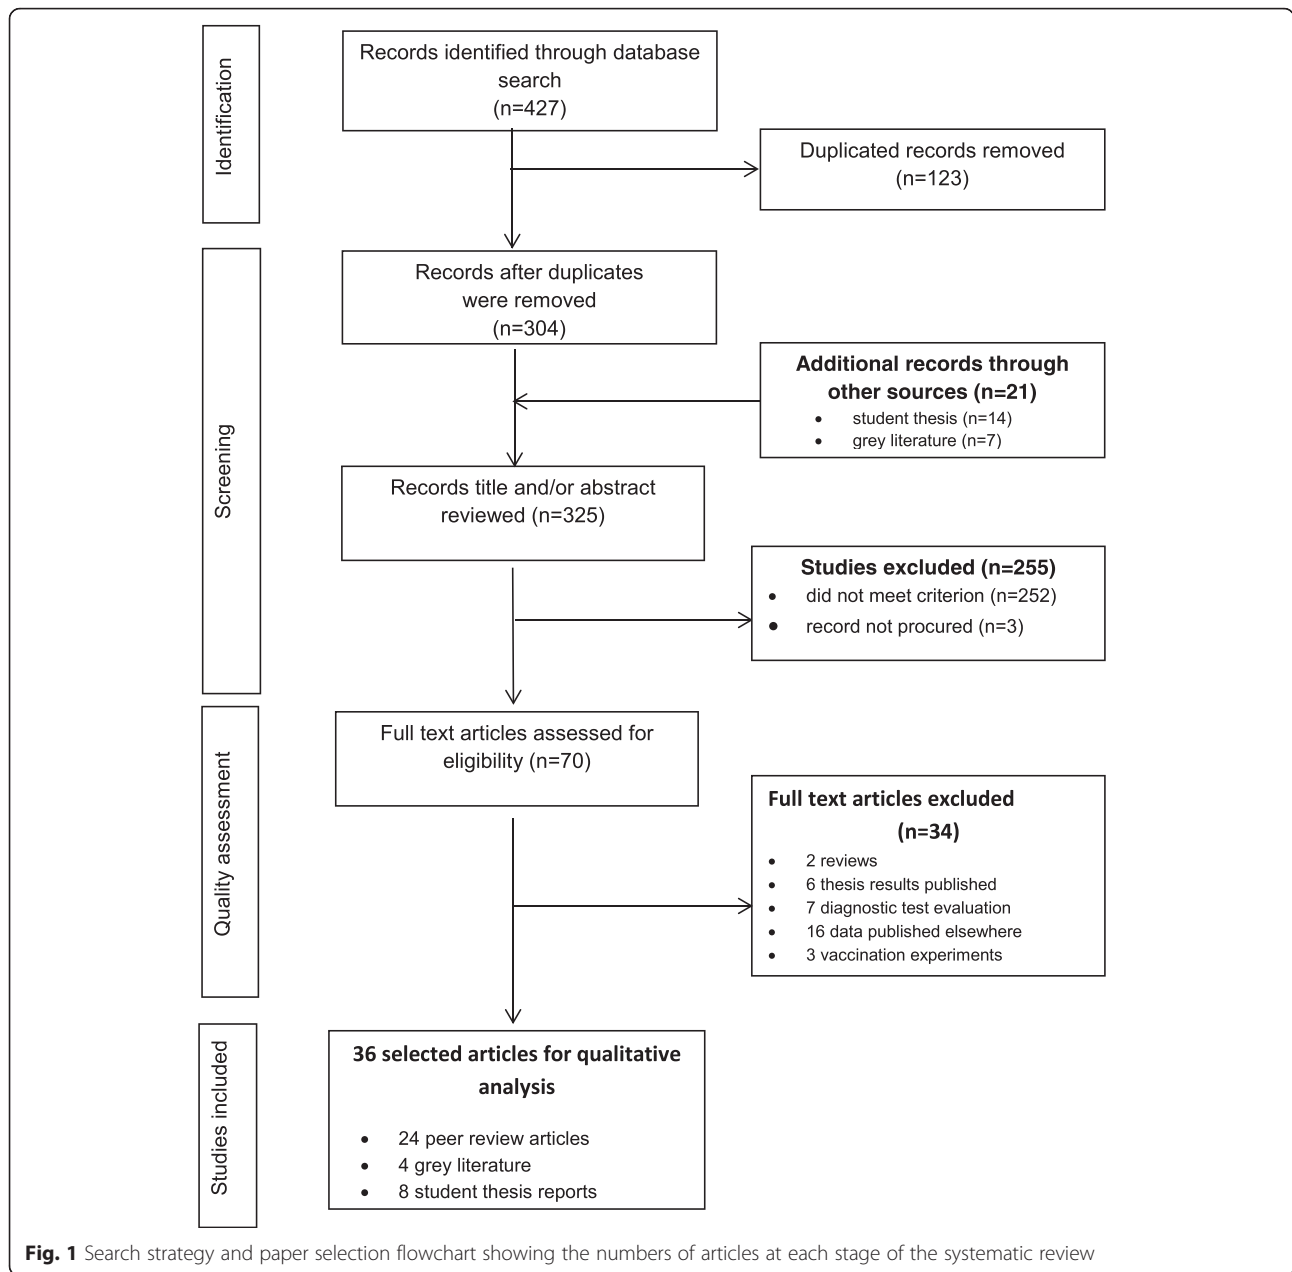 Identification
Records identified through database
search
(n=427)
Duplicated records removed
(n=123)
Screening
Records after duplicates
were removed
(n=304)
Additional records through
other sources (n=21)
• student thesis (n=14)
• grey literature (n=7)
Records title and/or abstract
reviewed (n=325)
Studies excluded (n=255)
• did not meet criterion (n=252)
• record not procured (n=3)
Quality assessment
Full text articles assessed for
eligibility (n=70)
Full text articles excluded
(n=34)
• 2 reviews
• 6 thesis results published
• 7 diagnostic test evaluation
• 16 data published elsewhere
• 3 vaccination experiments
Studies included
36 selected articles for qualitative
analysis
• 24 peer review articles
• 4 grey literature
• 8 student thesis reports
Fig. 1 Search strategy and paper selection flowchart showing the numbers of articles at each stage of the systematic review